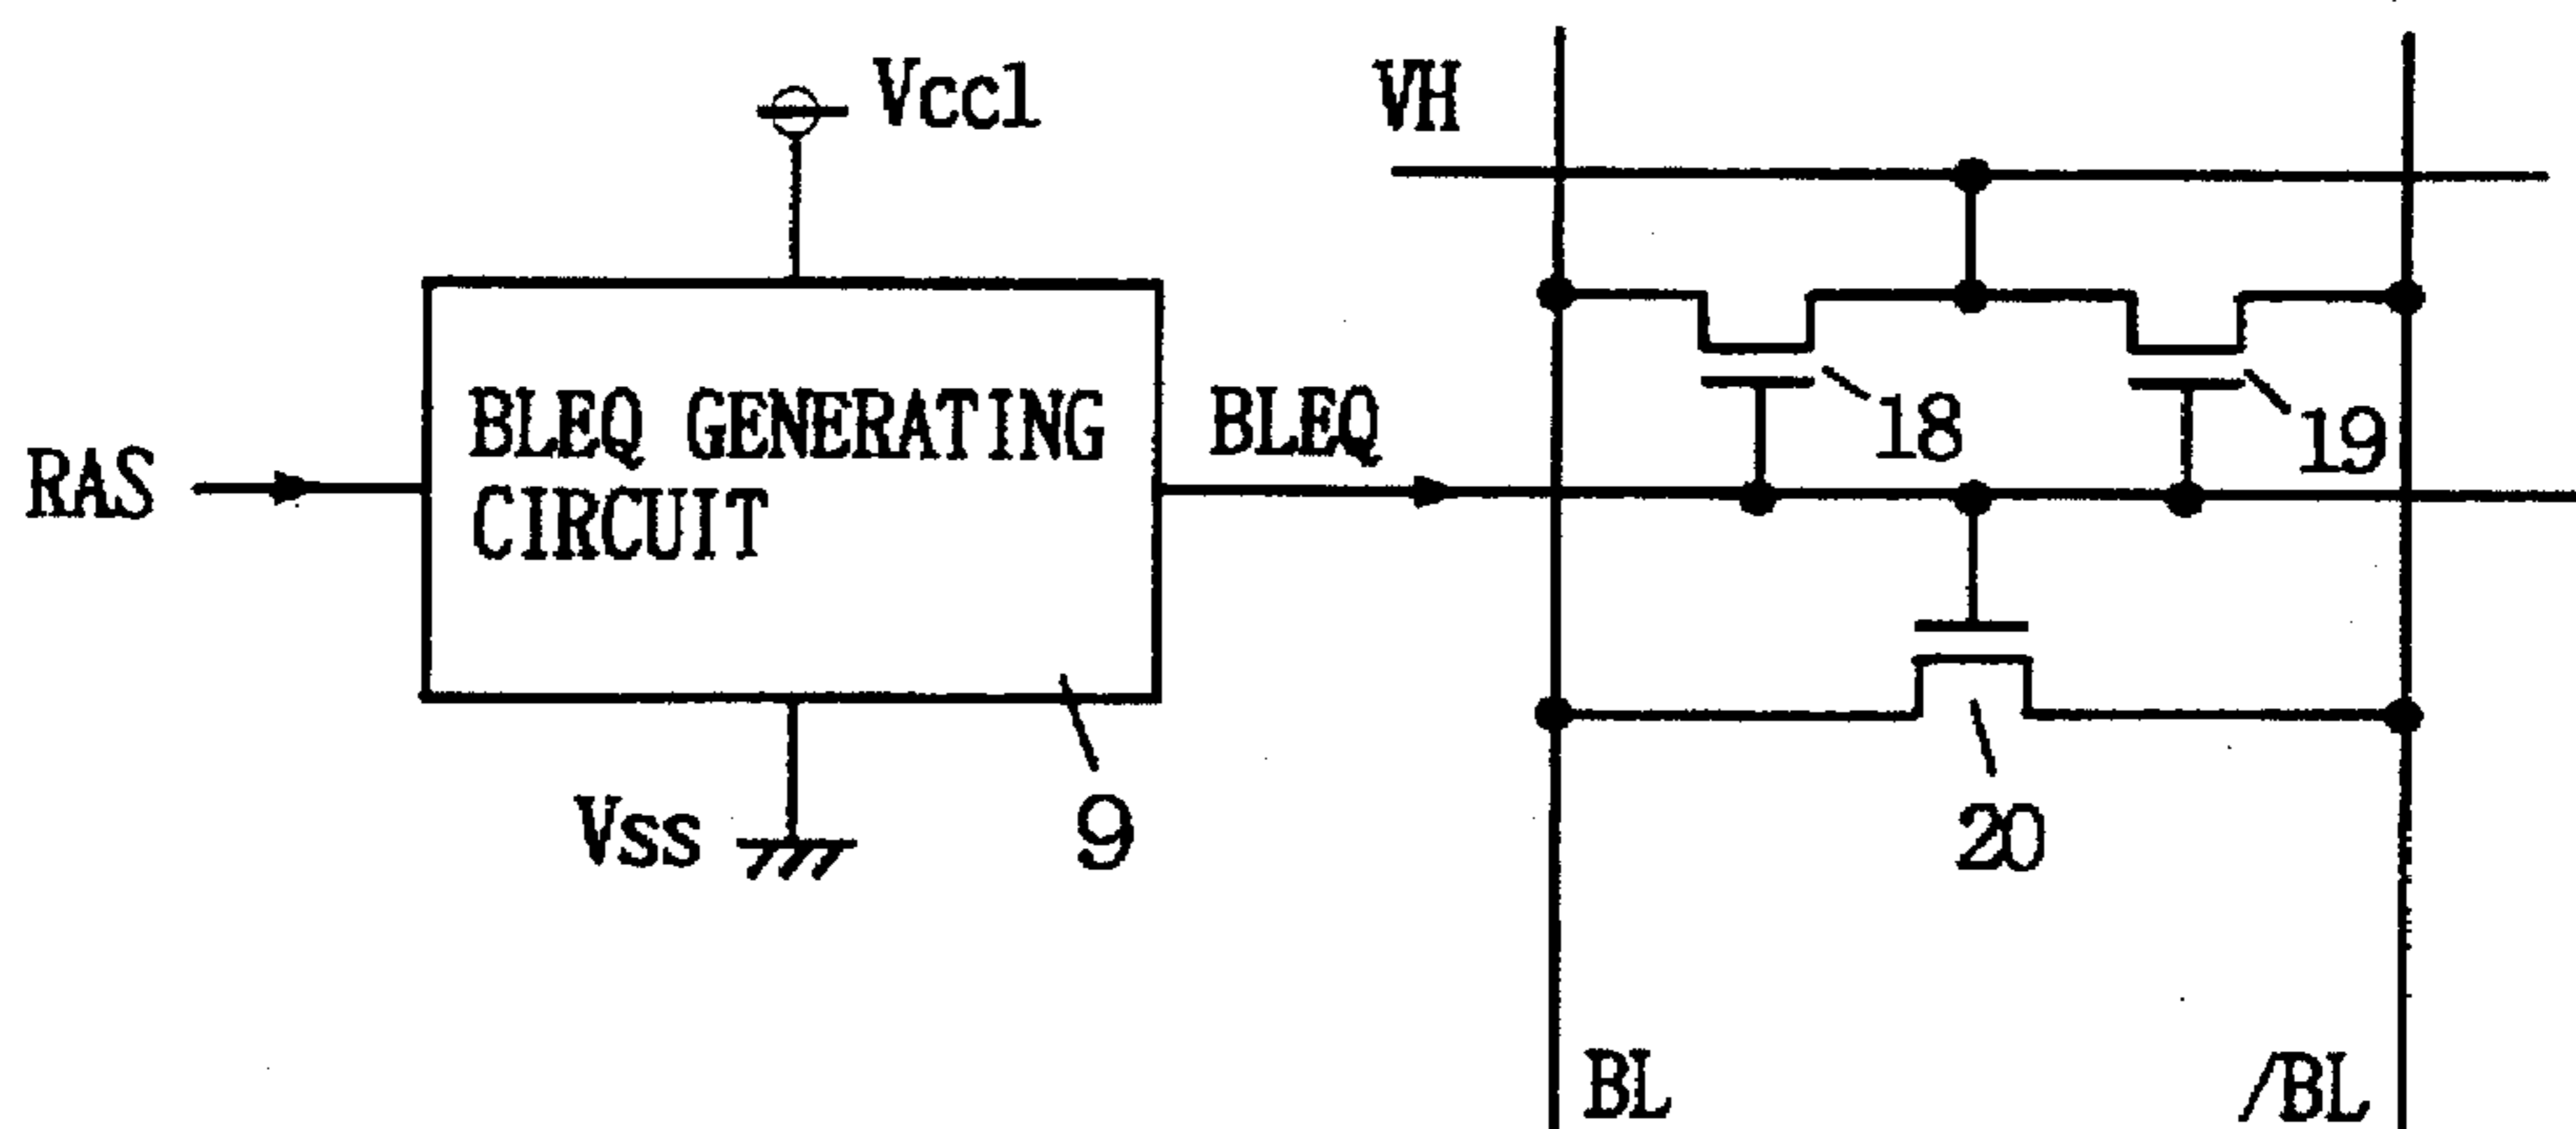 Vcc1
VH
RAS
BLEQ GENERATING
CIRCUIT
BLEQ
18
19
Vss
9
20
BL
/BL